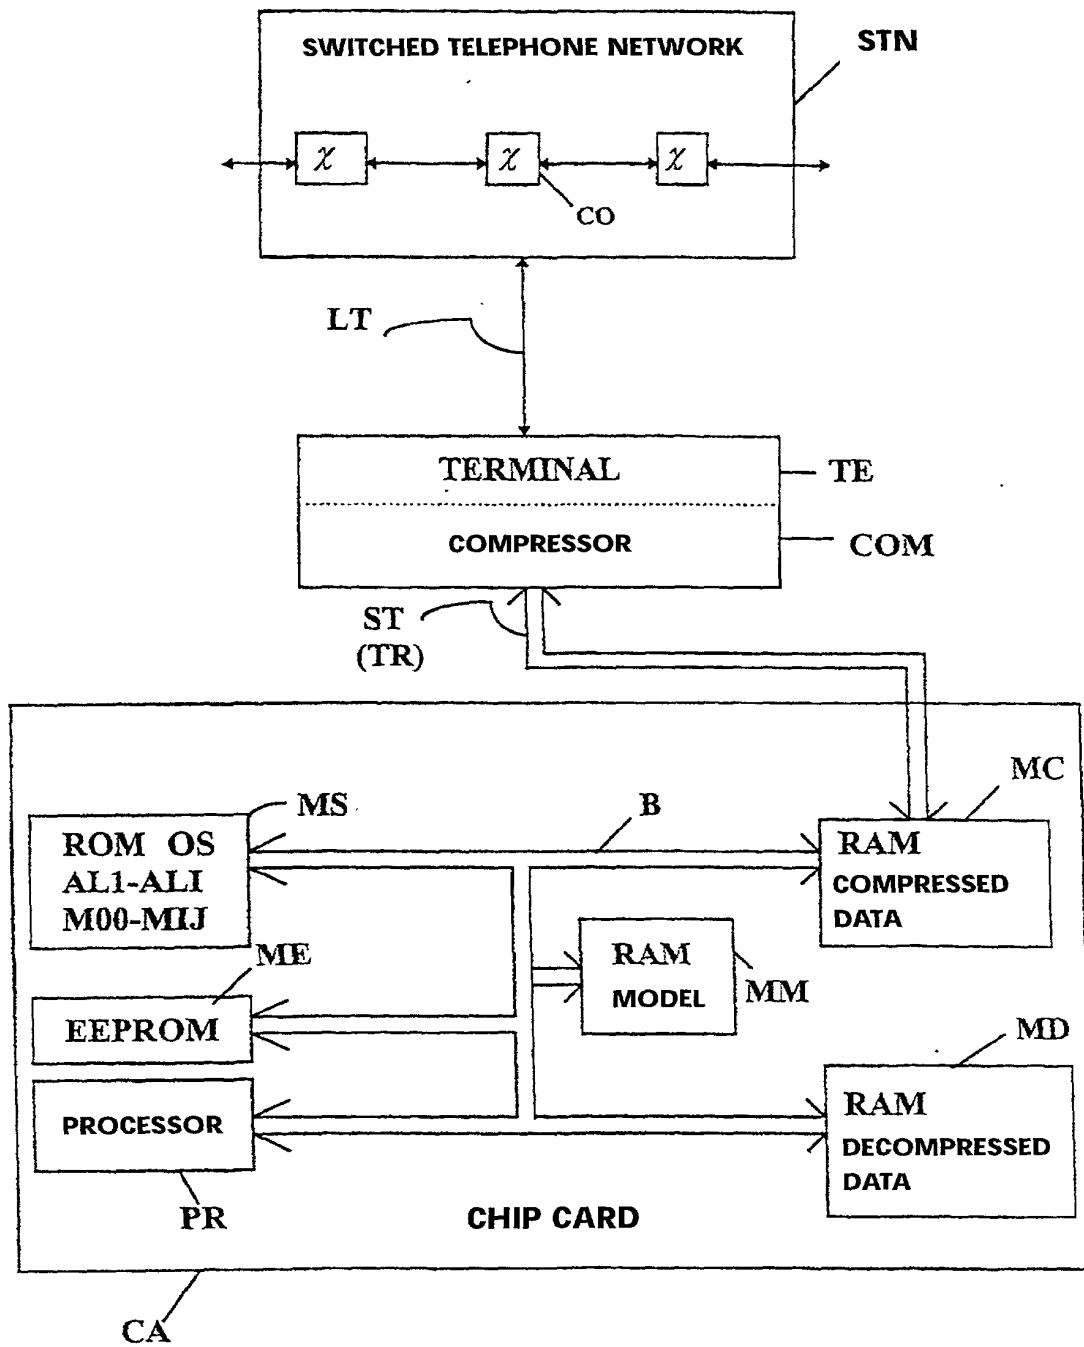 SWITCHED TELEPHONE NETWORK
STN
χ χ χ
CO
LT
TERMINAL
TE
COMPRESSOR
COM
ST
(TR)
MC
MS
B
ROM OS
AL1-ALI
M00-MIJ
RAM
COMPRESSED
DATA
ME
RAM
MODEL
MM
EEPROM
MD
PROCESSOR
RAM
DECOMPRESSED
DATA
PR
CHIP CARD
CA